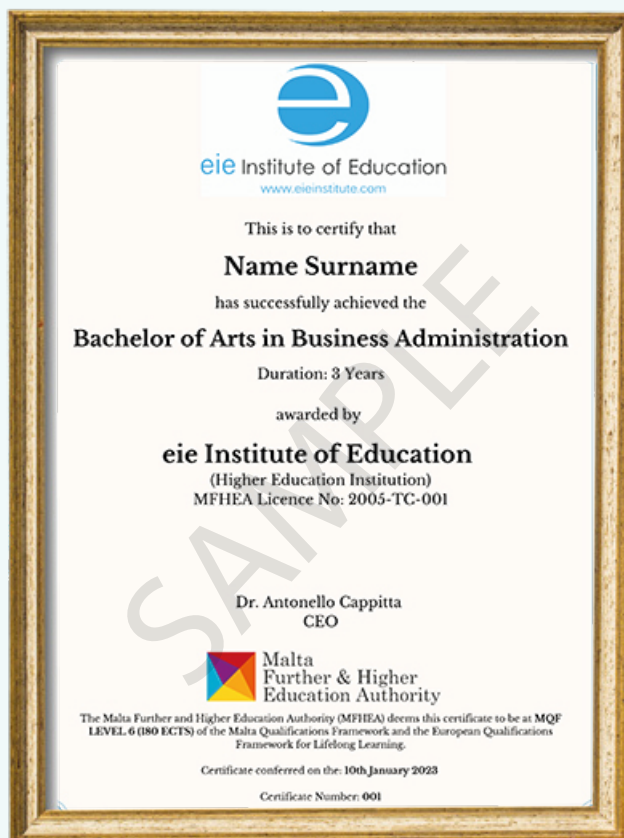 e
eie Institute of Education
www.eieinstitute.com
This is to certify that
Name Surname
has successfully achieved the
Bachelor of Arts in Business Administration
Duration: 3 Years
awarded by
eie Institute of Education
(Higher Education Institution)
MFHEA Licence No: 2005-TC-001
SAMPLE
Dr. Antonello Cappitta
CEO
Malta
Further & Higher
Education Authority
The Malta Further and Higher Education Authority (MFHEA) deems this certificate to be at MQF
LEVEL 6 (180 ECTS) of the Malta Qualifications Framework and the European Qualifications
Framework for Lifelong Learning.
Certificate conferred on the: 10th January 2023
Certificate Number: 001